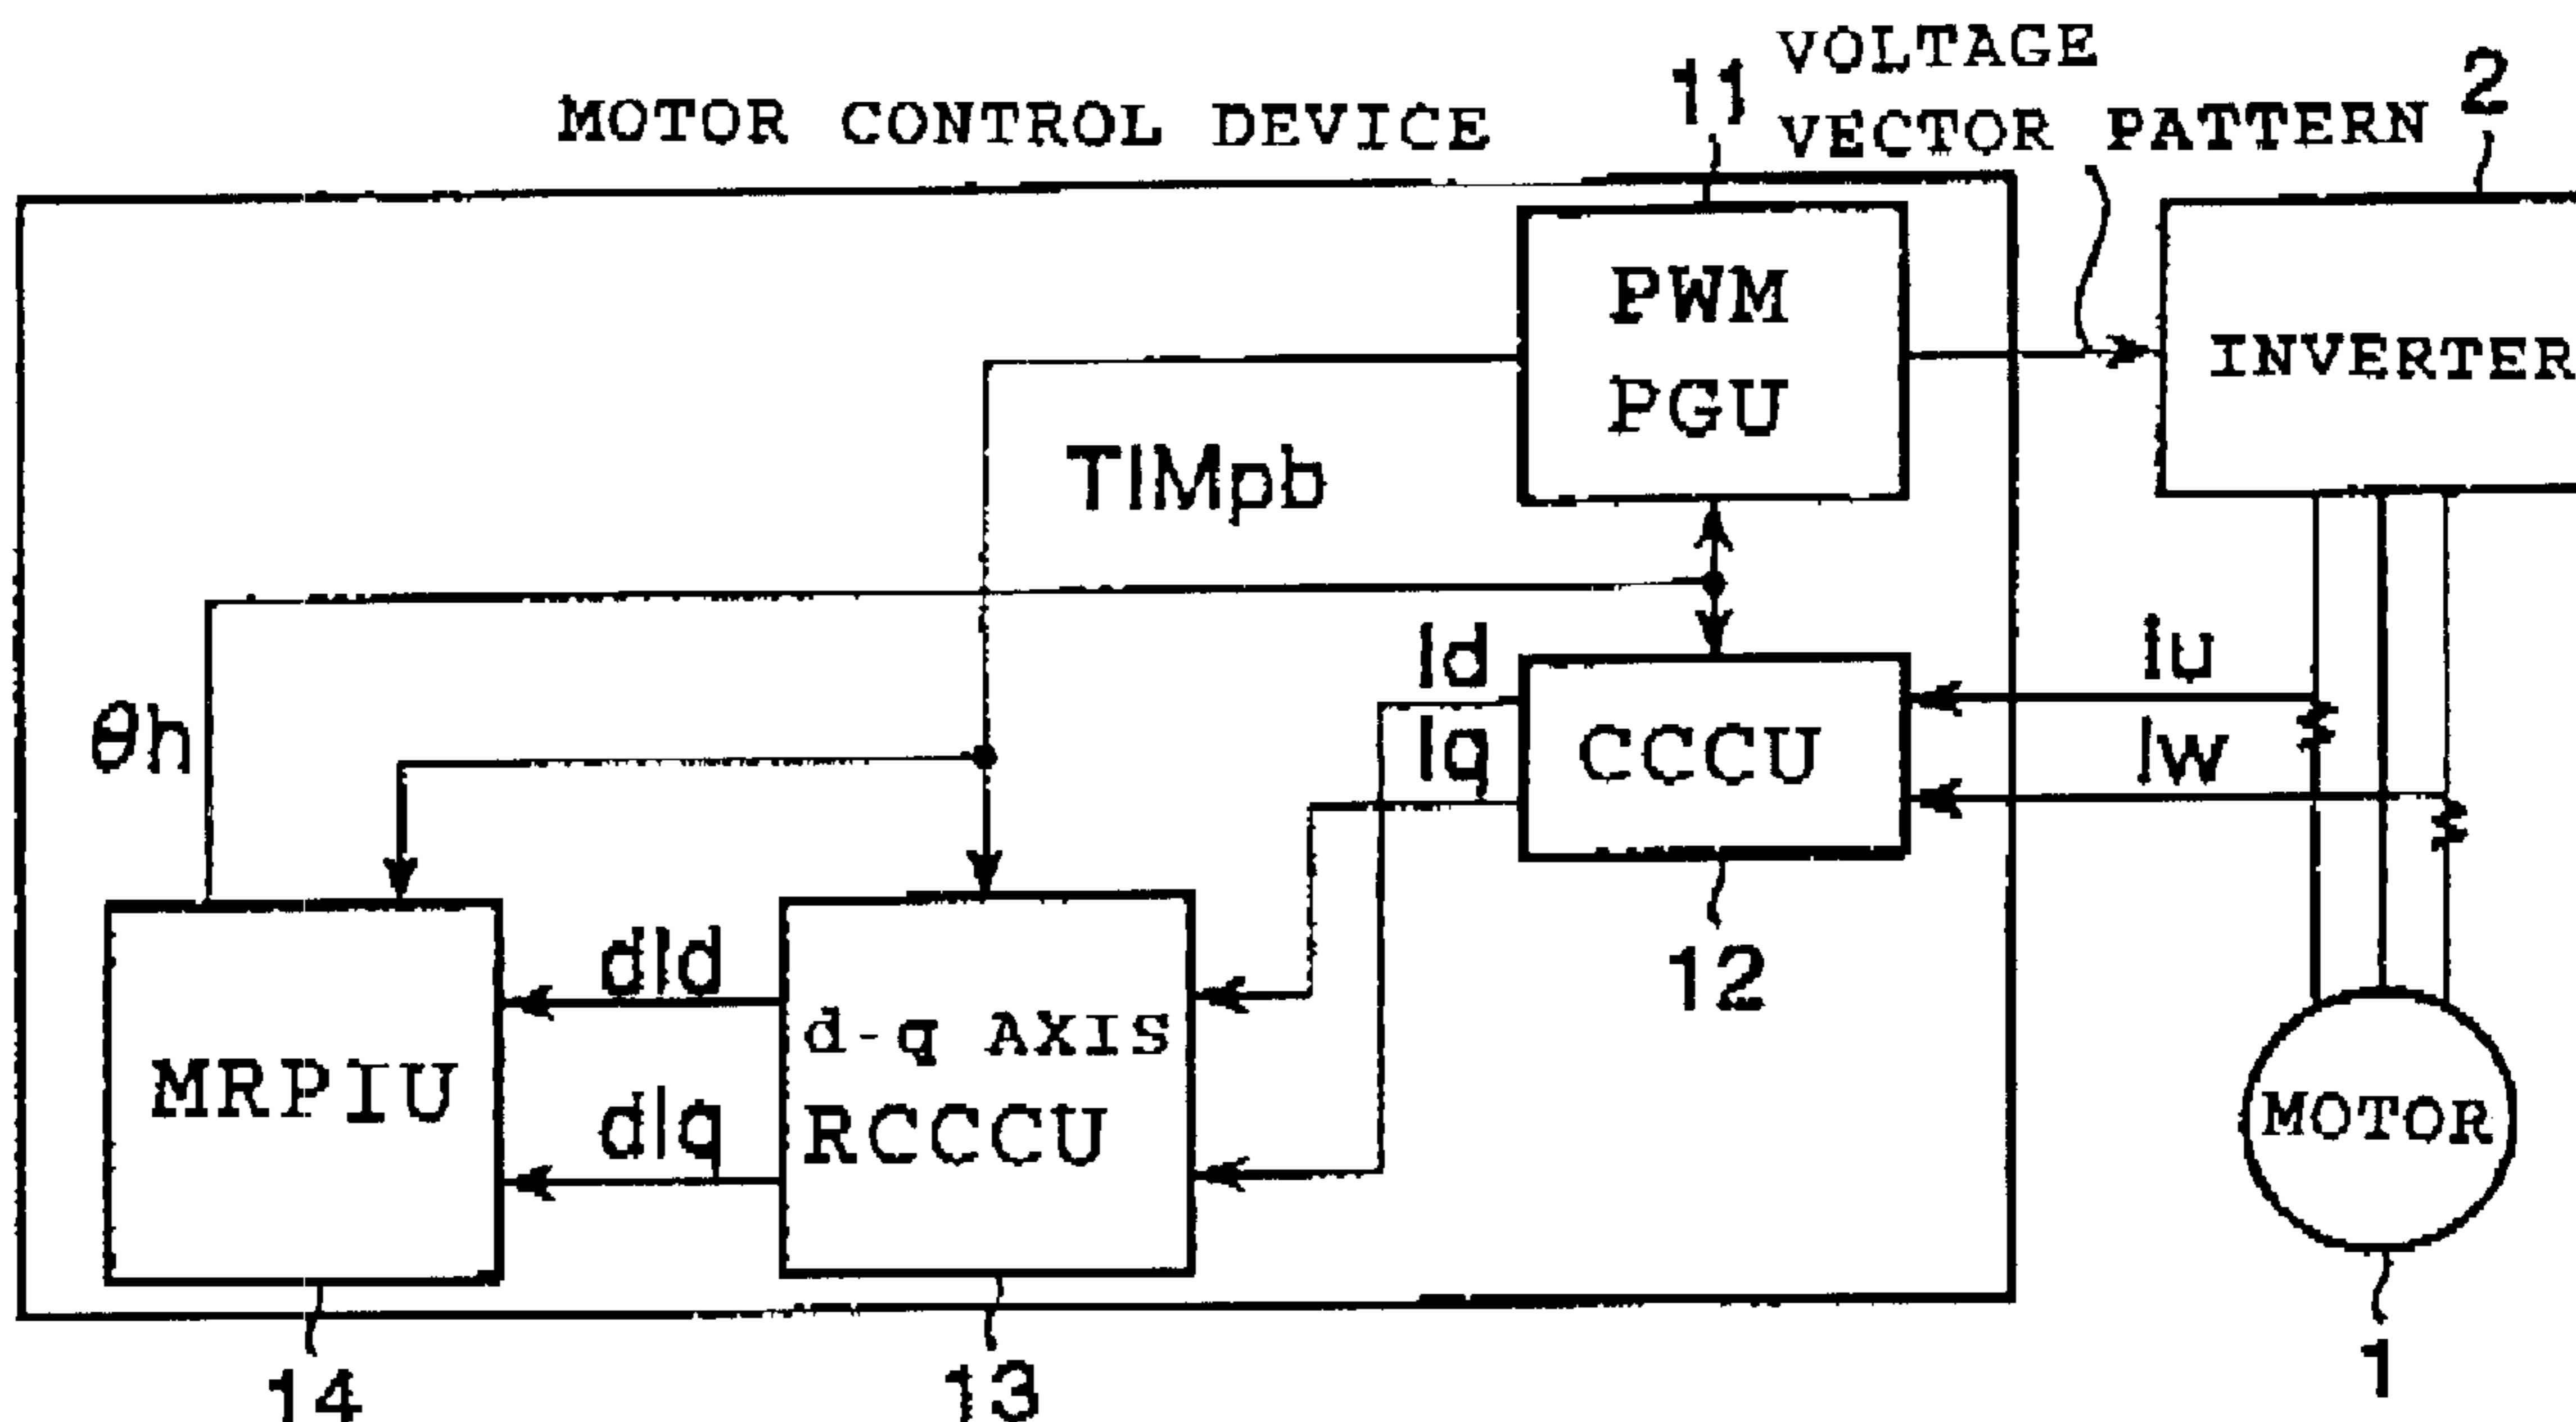 MOTOR CONTROL DEVICE
11
VOLTAGE
VECTOR PATTERN
2
PWM
PGU
INVERTER
TIMpb
θh
Id
Iq
CCCU
Iu
Iw
12
dId
dIq
MRPIU
d-q AXIS
RCCCU
MOTOR
14
13
1